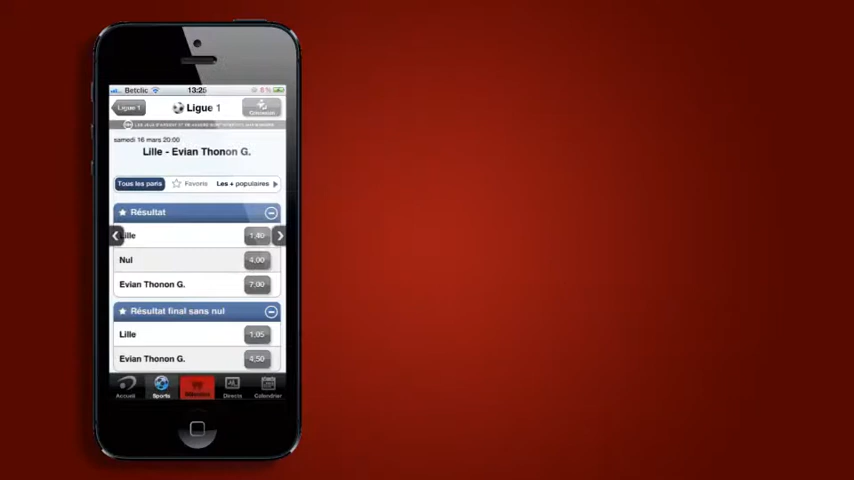 Betclic 13:25
Ligue 1 Ligue 1 Connexion
samedi 16 mars 20:00
Lille - Evian Thonon G.
Tous les paris Favoris Les + populaires
Résultat
Lille 1,40
Nul 4,00
Evian Thonon G. 7,00
Résultat final sans nul
Lille 1,05
Evian Thonon G. 4,50
Accueil Sports Directs Calendrier